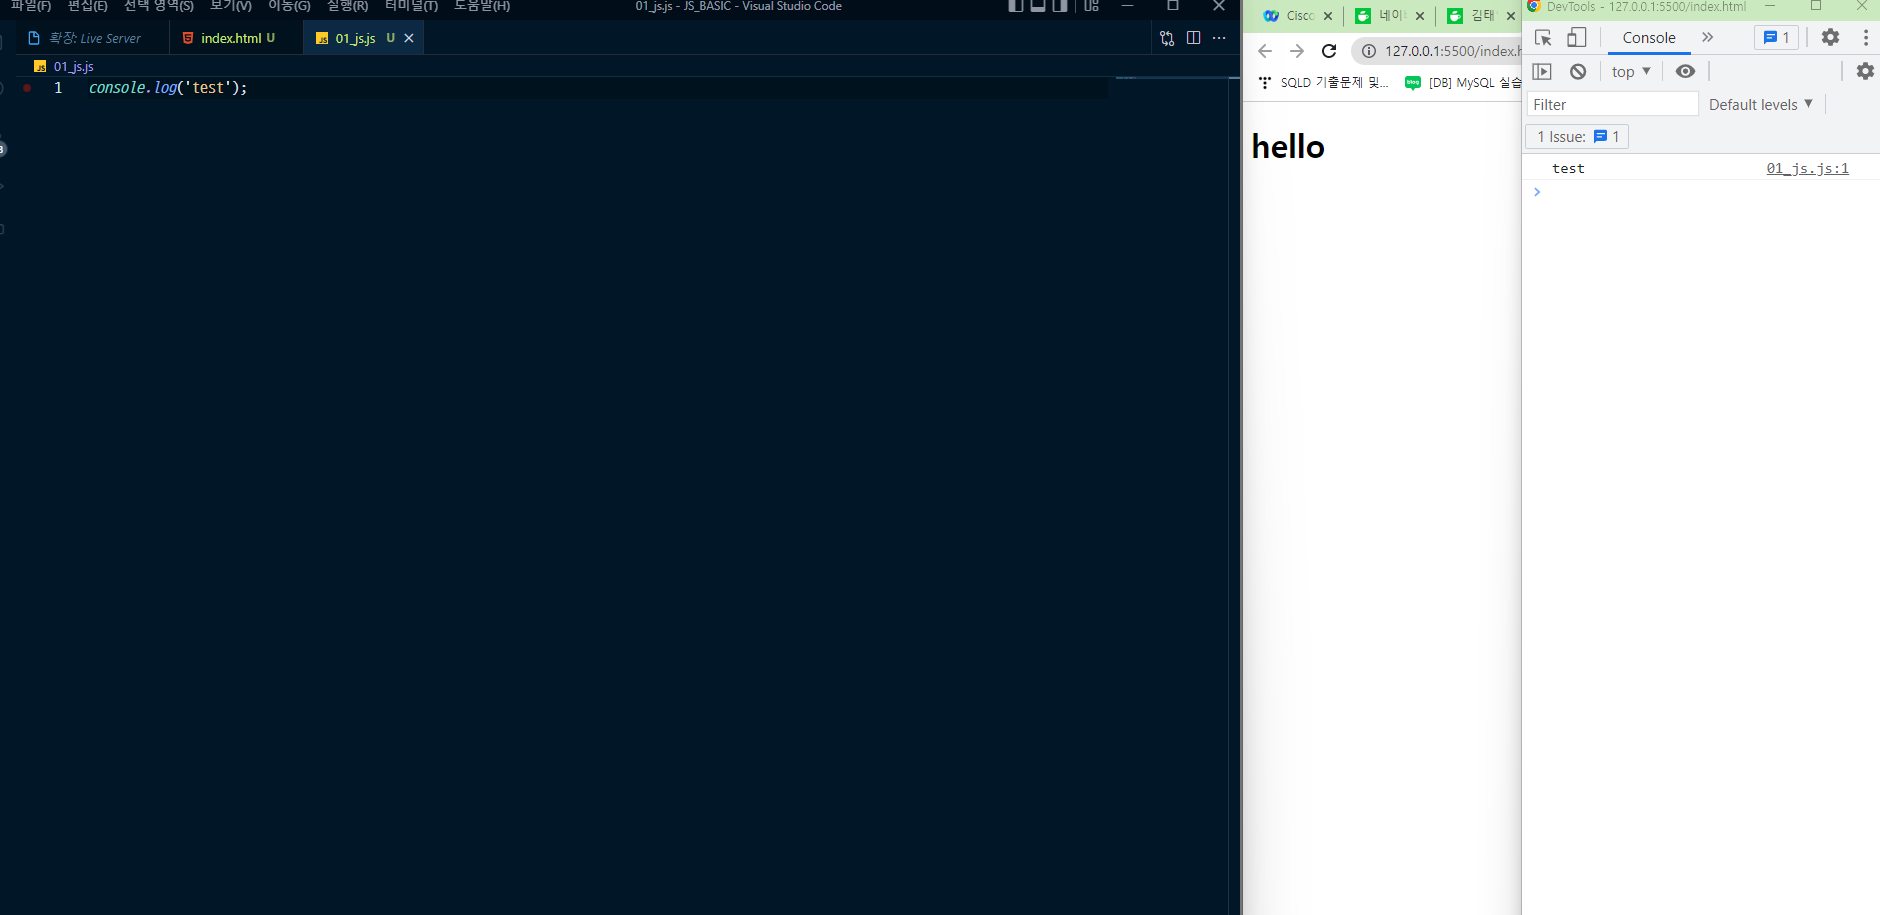 파일(F) 편집(E) 선택 영역(S) 보기(V) 이동(G) 실행(R) 터미널(T) 도움말(H)
01_js.js - JS_BASIC - Visual Studio Code
확장: Live Server
index.html U
01_js.js U
01_js.js
1 console.log('test');
Cisco
김태
127.0.0.1:5500/index.h
SQLD 기출문제 및...
[DB] MySQL 실습
hello
DevTools - 127.0.0.1:5500/index.html
Console
1
top
Filter
Default levels
1 Issue: 1
test 01_js.js:1